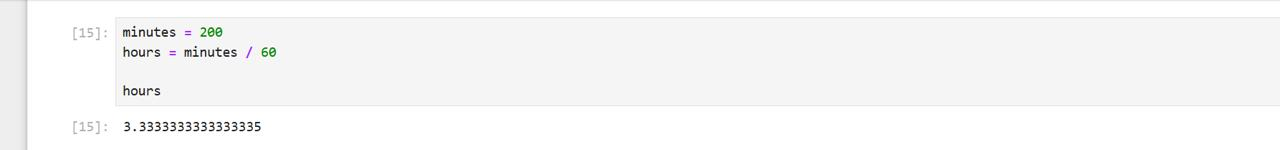 [15]: minutes = 200
hours = minutes / 60
hours
[15]: 3.3333333333333335